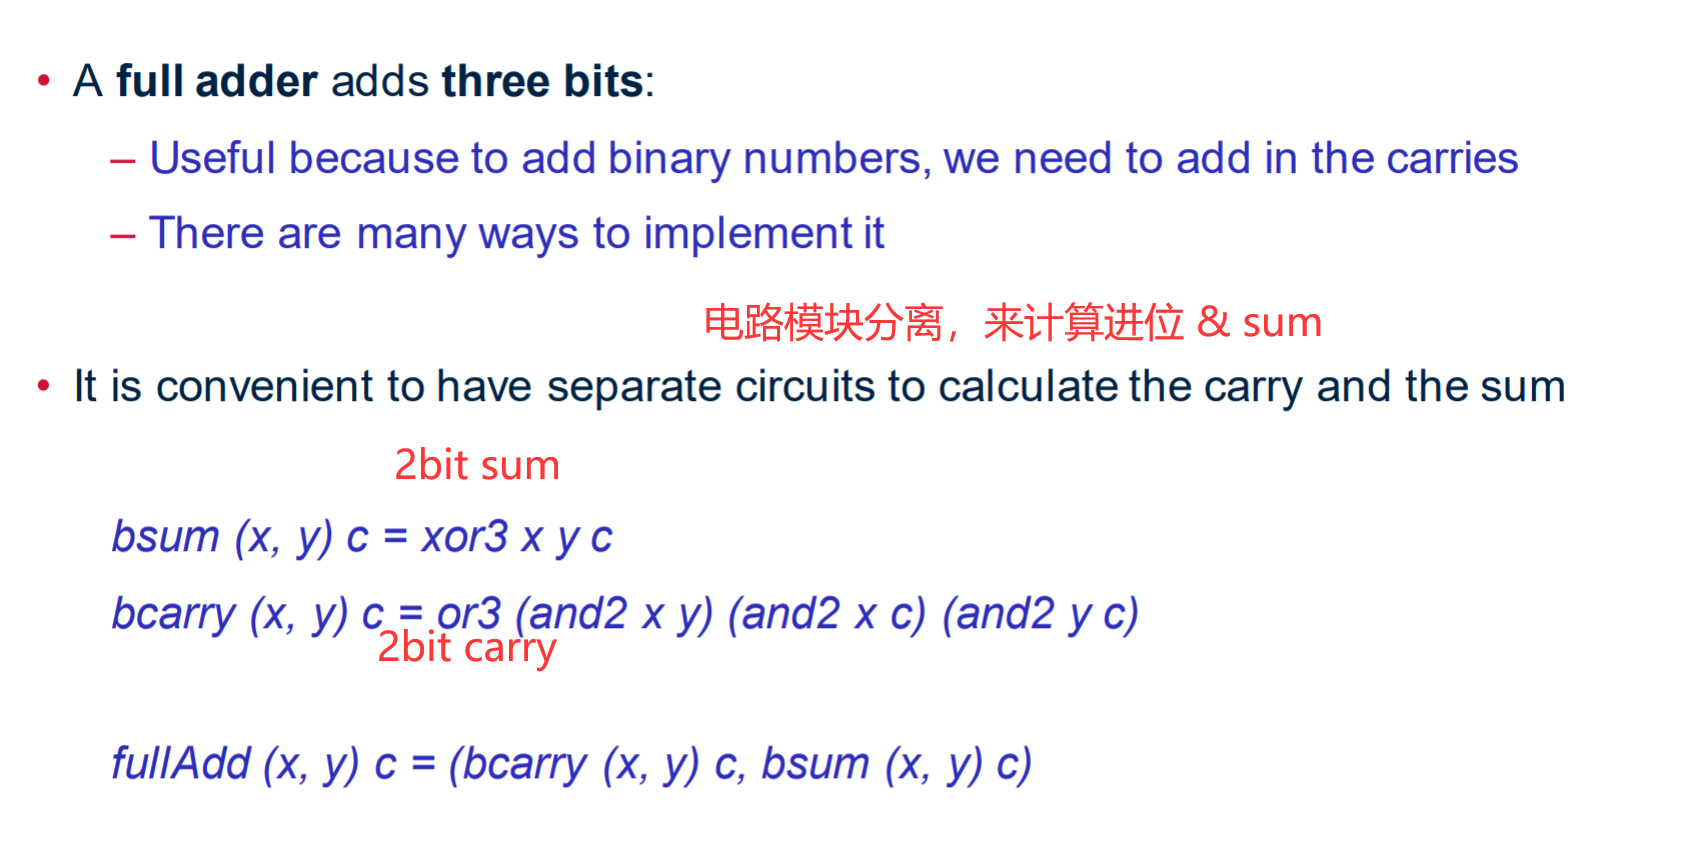 • A full adder adds three bits:
– Useful because to add binary numbers, we need to add in the carries
– There are many ways to implement it
电路模块分离，来计算进位 & sum
• It is convenient to have separate circuits to calculate the carry and the sum
2bit sum
bsum (x, y) c = xor3 x y c
bcarry (x, y) c = or3 (and2 x y) (and2 x c) (and2 y c)
2bit carry
fullAdd (x, y) c = (bcarry (x, y) c, bsum (x, y) c)